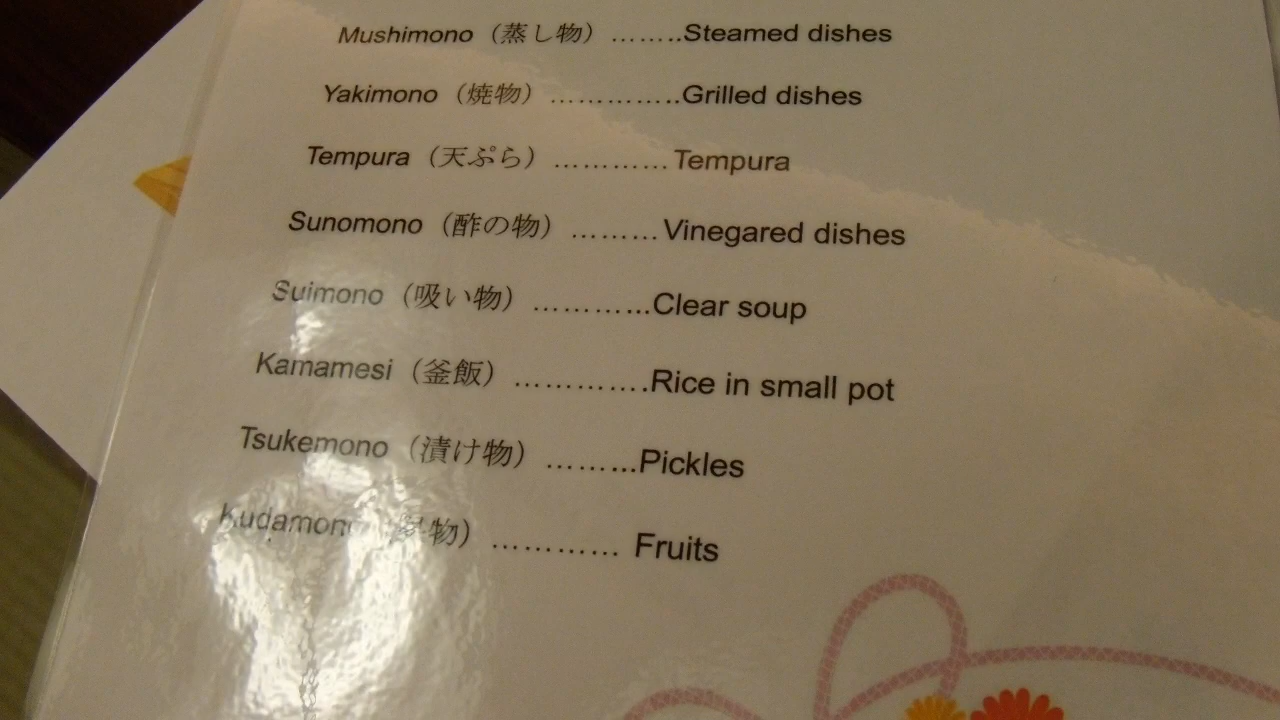 Mushimono（蒸し物）……..Steamed dishes
Yakimono（焼物）…………..Grilled dishes
Tempura（天ぷら）…………Tempura
Sunomono（酢の物）………Vinegared dishes
Suimono（吸い物）………...Clear soup
Kamamesi（釜飯）………….Rice in small pot
Tsukemono（漬け物）……...Pickles
Kudamono（果物）………… Fruits